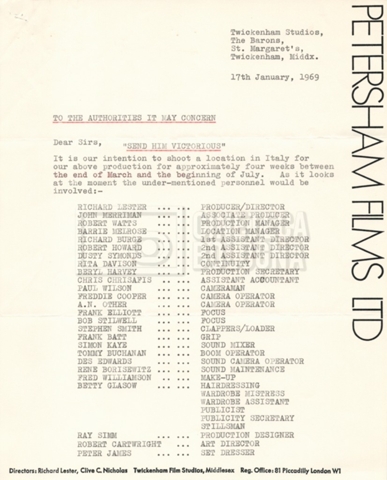 Twickenham Studios,
The Barons,
St. Margaret's,
Twickenham, Middx.
17th January, 1969
PETERSHAM FILMS LTD
TO THE AUTHORITIES IT MAY CONCERN
Dear Sirs,
"SEND HIM VICTORIOUS"
It is our intention to shoot a location in Italy for
our above production for approximately four weeks between
the end of March and the beginning of July. As it looks
at the moment the under-mentioned personnel would be
involved:-
RICHARD LESTER ... ... PRODUCER/DIRECTOR
JOHN MERRIMAN ... ... ASSOCIATE PRODUCER
ROBERT WATTS ... ... PRODUCTION MANAGER
BARRIE MELROSE ... ... LOCATION MANAGER
RICHARD BURGE ... ... 1st ASSISTANT DIRECTOR
ROBERT HOWARD ... ... 2nd ASSISTANT DIRECTOR
DUSTY SYMONDS ... ... 2nd ASSISTANT DIRECTOR
RITA DAVISON ... ... CONTINUITY
BERYL HARVEY ... ... PRODUCTION SECRETARY
CHRIS CHRISAFIS .. ... ASSISTANT ACCOUNTANT
PAUL WILSON ... ... CAMERAMAN
FREDDIE COOPER ... ... CAMERA OPERATOR
A.N. OTHER ... ... CAMERA OPERATOR
FRANK ELLIOTT ... ... FOCUS
BOB STILWELL ... ... FOCUS
STEPHEN SMITH ... ... CLAPPERS/LOADER
FRANK BATT ... ... GRIP
SIMON KAYE ... ... SOUND MIXER
TOMMY BUCHANAN ... ... BOOM OPERATOR
DES EDWARDS ... ... SOUND CAMERA OPERATOR
RENE BORISEWITZ .. ... SOUND MAINTENANCE
FRED WILLIAMSON .. ... MAKE-UP
BETTY GLASOW ... ... HAIRDRESSING
WARDROBE MISTRESS
WARDROBE ASSISTANT
PUBLICIST
PUBLICITY SECRETARY
STILLSMAN
RAY SIMM ... ... PRODUCTION DESIGNER
ROBERT CARTWRIGHT ... ART DIRECTOR
PETER JAMES ... ... SET DRESSER
Directors: Richard Lester, Clive C. Nicholas Twickenham Film Studios, Middlesex Reg. Office: 81 Piccadilly London W1